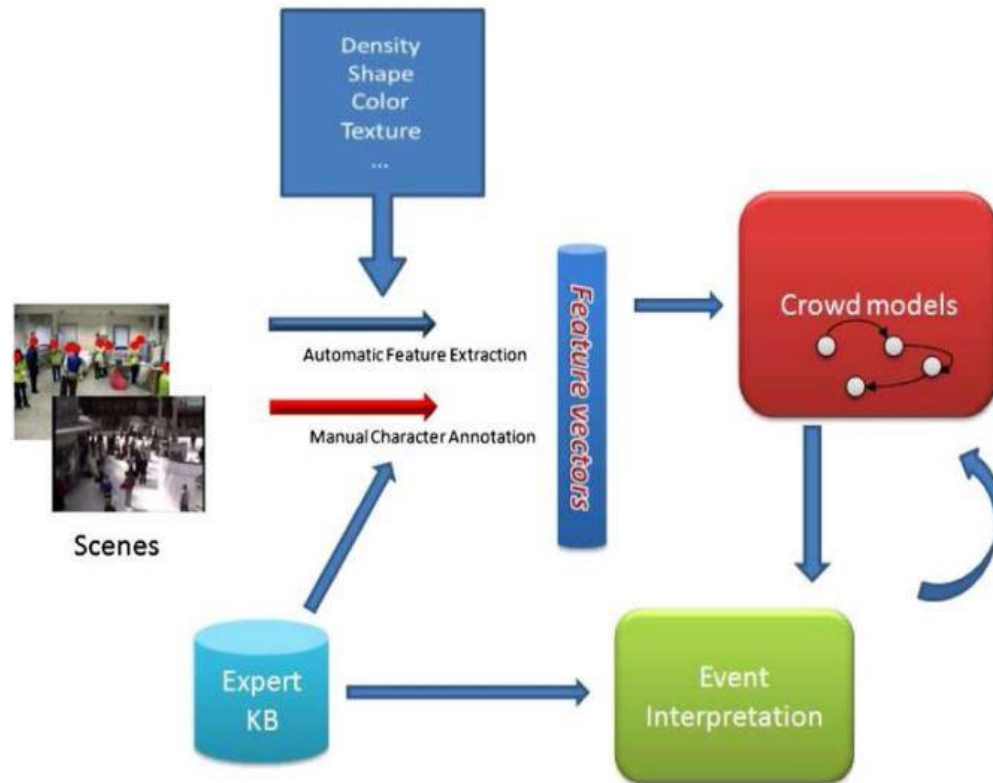 Density
Shape
Color
Texture
...
Automatic Feature Extraction
Manual Character Annotation
Scenes
Feature vectors
Crowd models
Expert
KB
Event
Interpretation